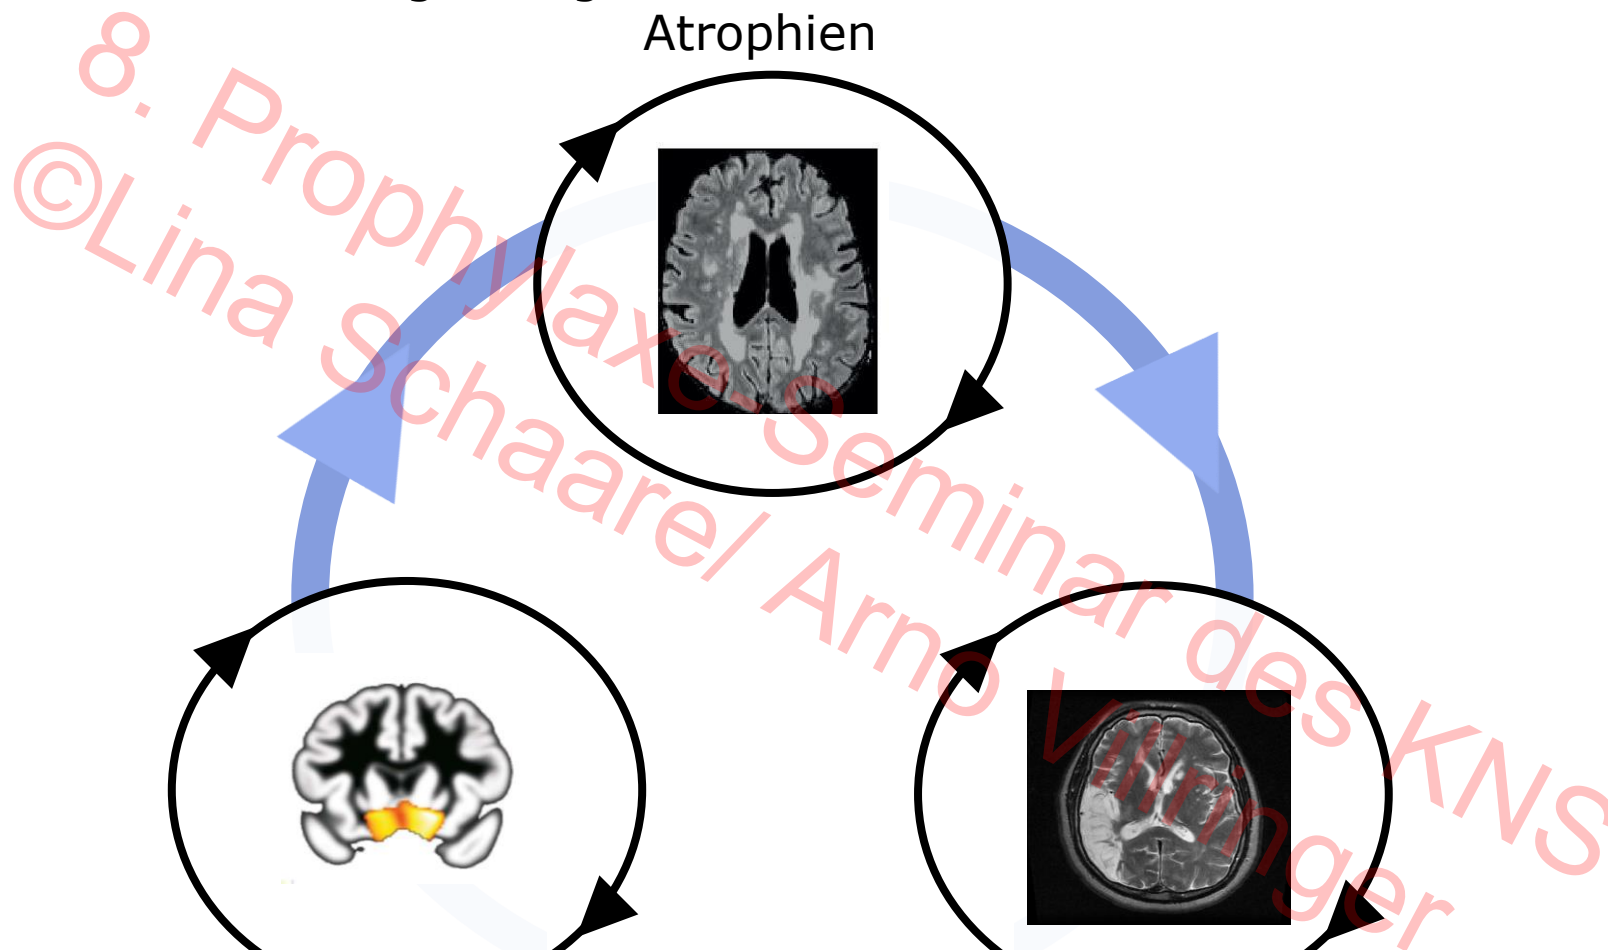 Atrophien
8. Prophylaxe-Seminar des KNS
©Lina Schaare/ Arno Villringer